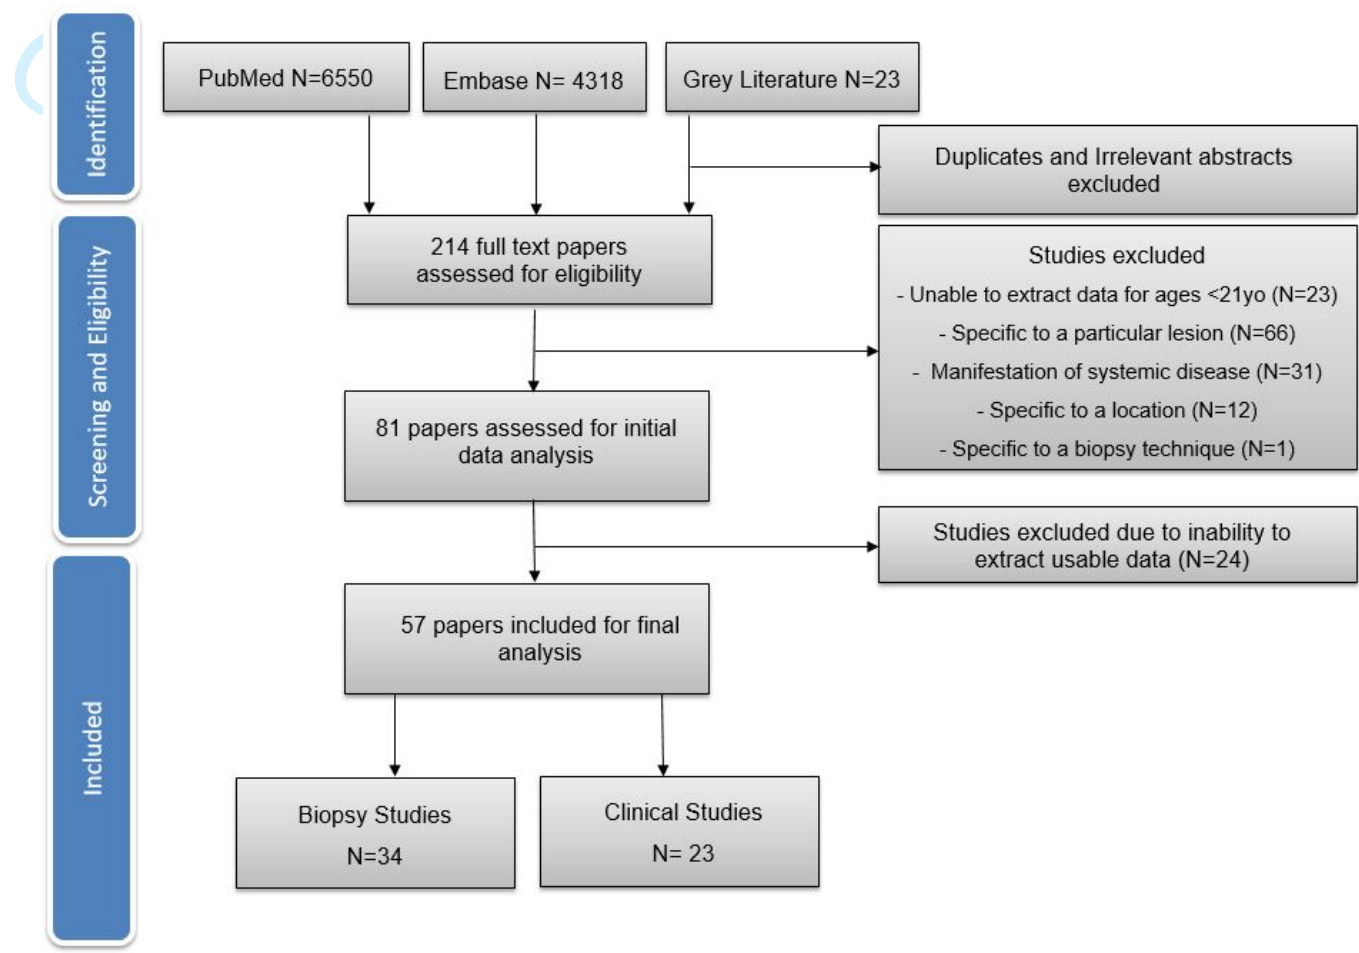 Identification
PubMed N=6550
Embase N= 4318
Grey Literature N=23
Duplicates and Irrelevant abstracts
excluded
Screening and Eligibility
214 full text papers
assessed for eligibility
Studies excluded
- Unable to extract data for ages <21yo (N=23)
- Specific to a particular lesion (N=66)
- Manifestation of systemic disease (N=31)
- Specific to a location (N=12)
- Specific to a biopsy technique (N=1)
81 papers assessed for initial
data analysis
Studies excluded due to inability to
extract usable data (N=24)
Included
57 papers included for final
analysis
Biopsy Studies
N=34
Clinical Studies
N= 23